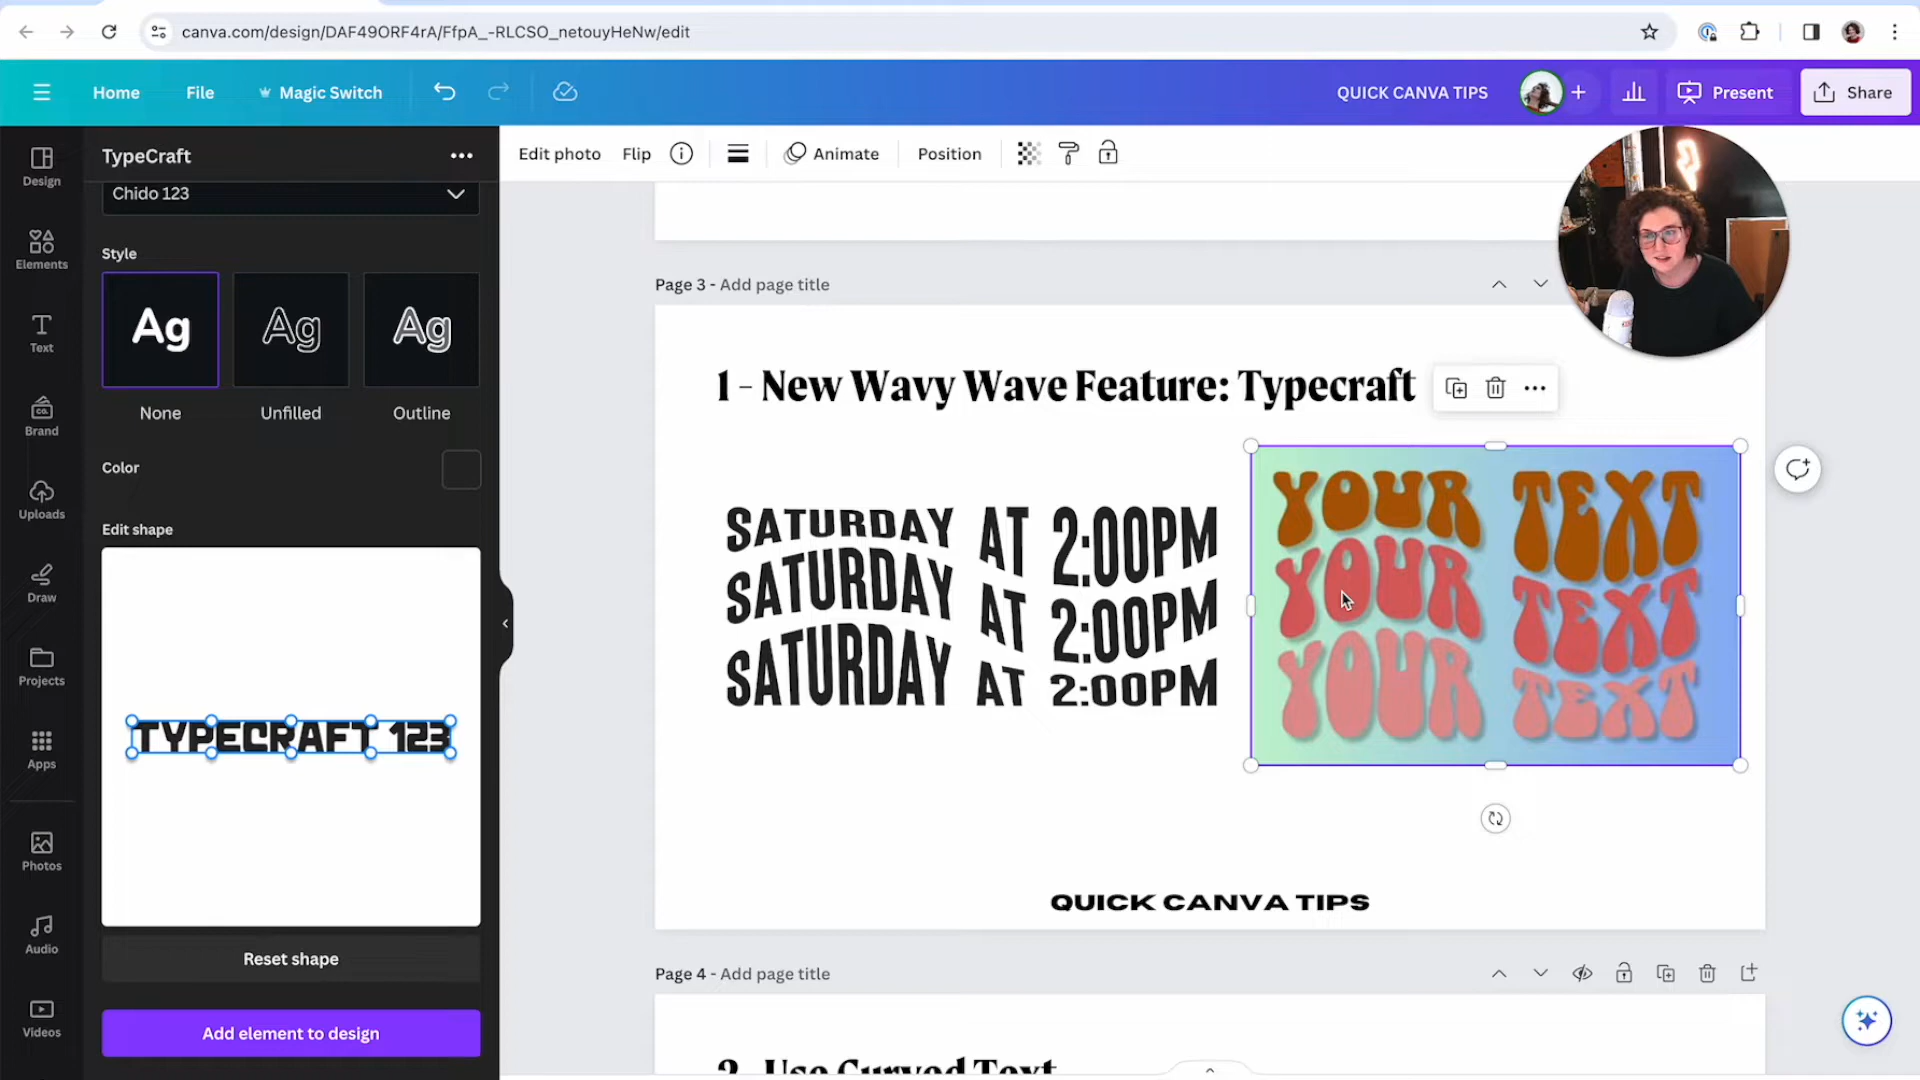 canva.com/design/DAF49ORF4rA/FfpA_-RLCSO_netouyHeNw/edit
Home File Magic Switch QUICK CANVA TIPS Present Share
Design
Elements
Text
Brand
Uploads
Draw
Projects
Apps
Photos
Audio
Videos
TypeCraft
Chido 123
Style
Ag Ag Ag
None Unfilled Outline
Color
Edit shape
TYPECRAFT 123
Reset shape
Add element to design
Edit photo Flip Animate Position
Page 3 - Add page title
1 - New Wavy Wave Feature: Typecraft
SATURDAY AT 2:00PM
SATURDAY AT 2:00PM
SATURDAY AT 2:00PM
YOUR TEXT
YOUR TEXT
YOUR TEXT
QUICK CANVA TIPS
Page 4 - Add page title
2 Use Curved Text